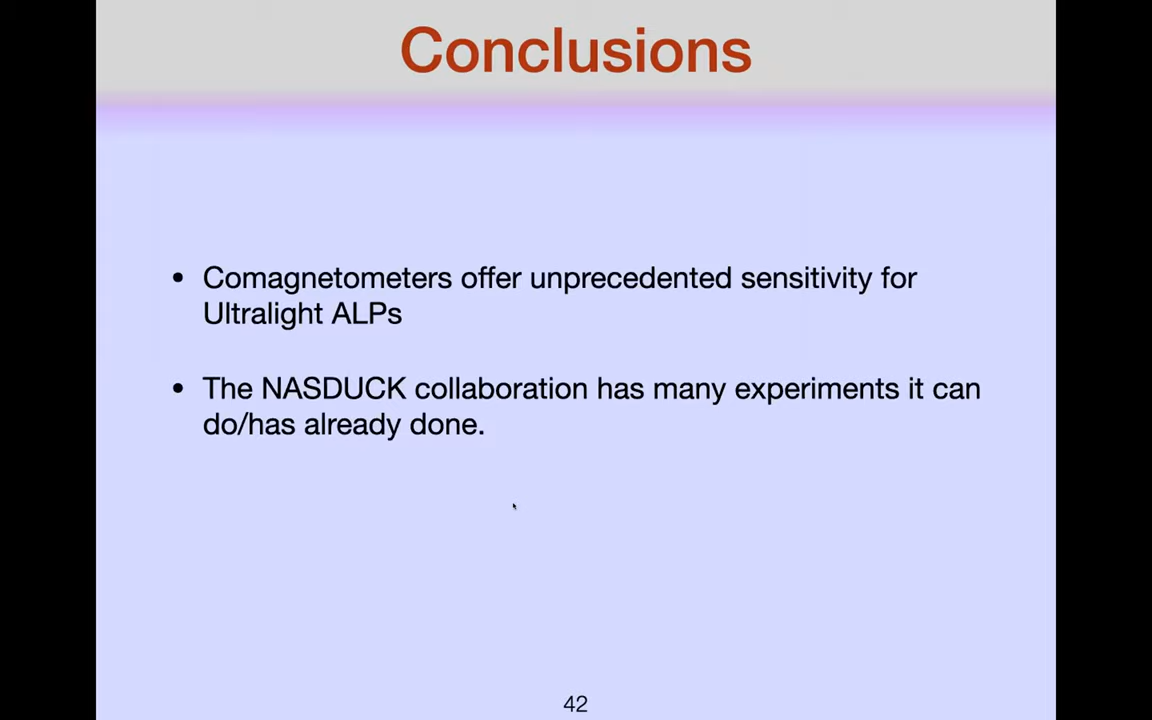 Conclusions
• Comagnetometers offer unprecedented sensitivity for
Ultralight ALPs
• The NASDUCK collaboration has many experiments it can
do/has already done.
42